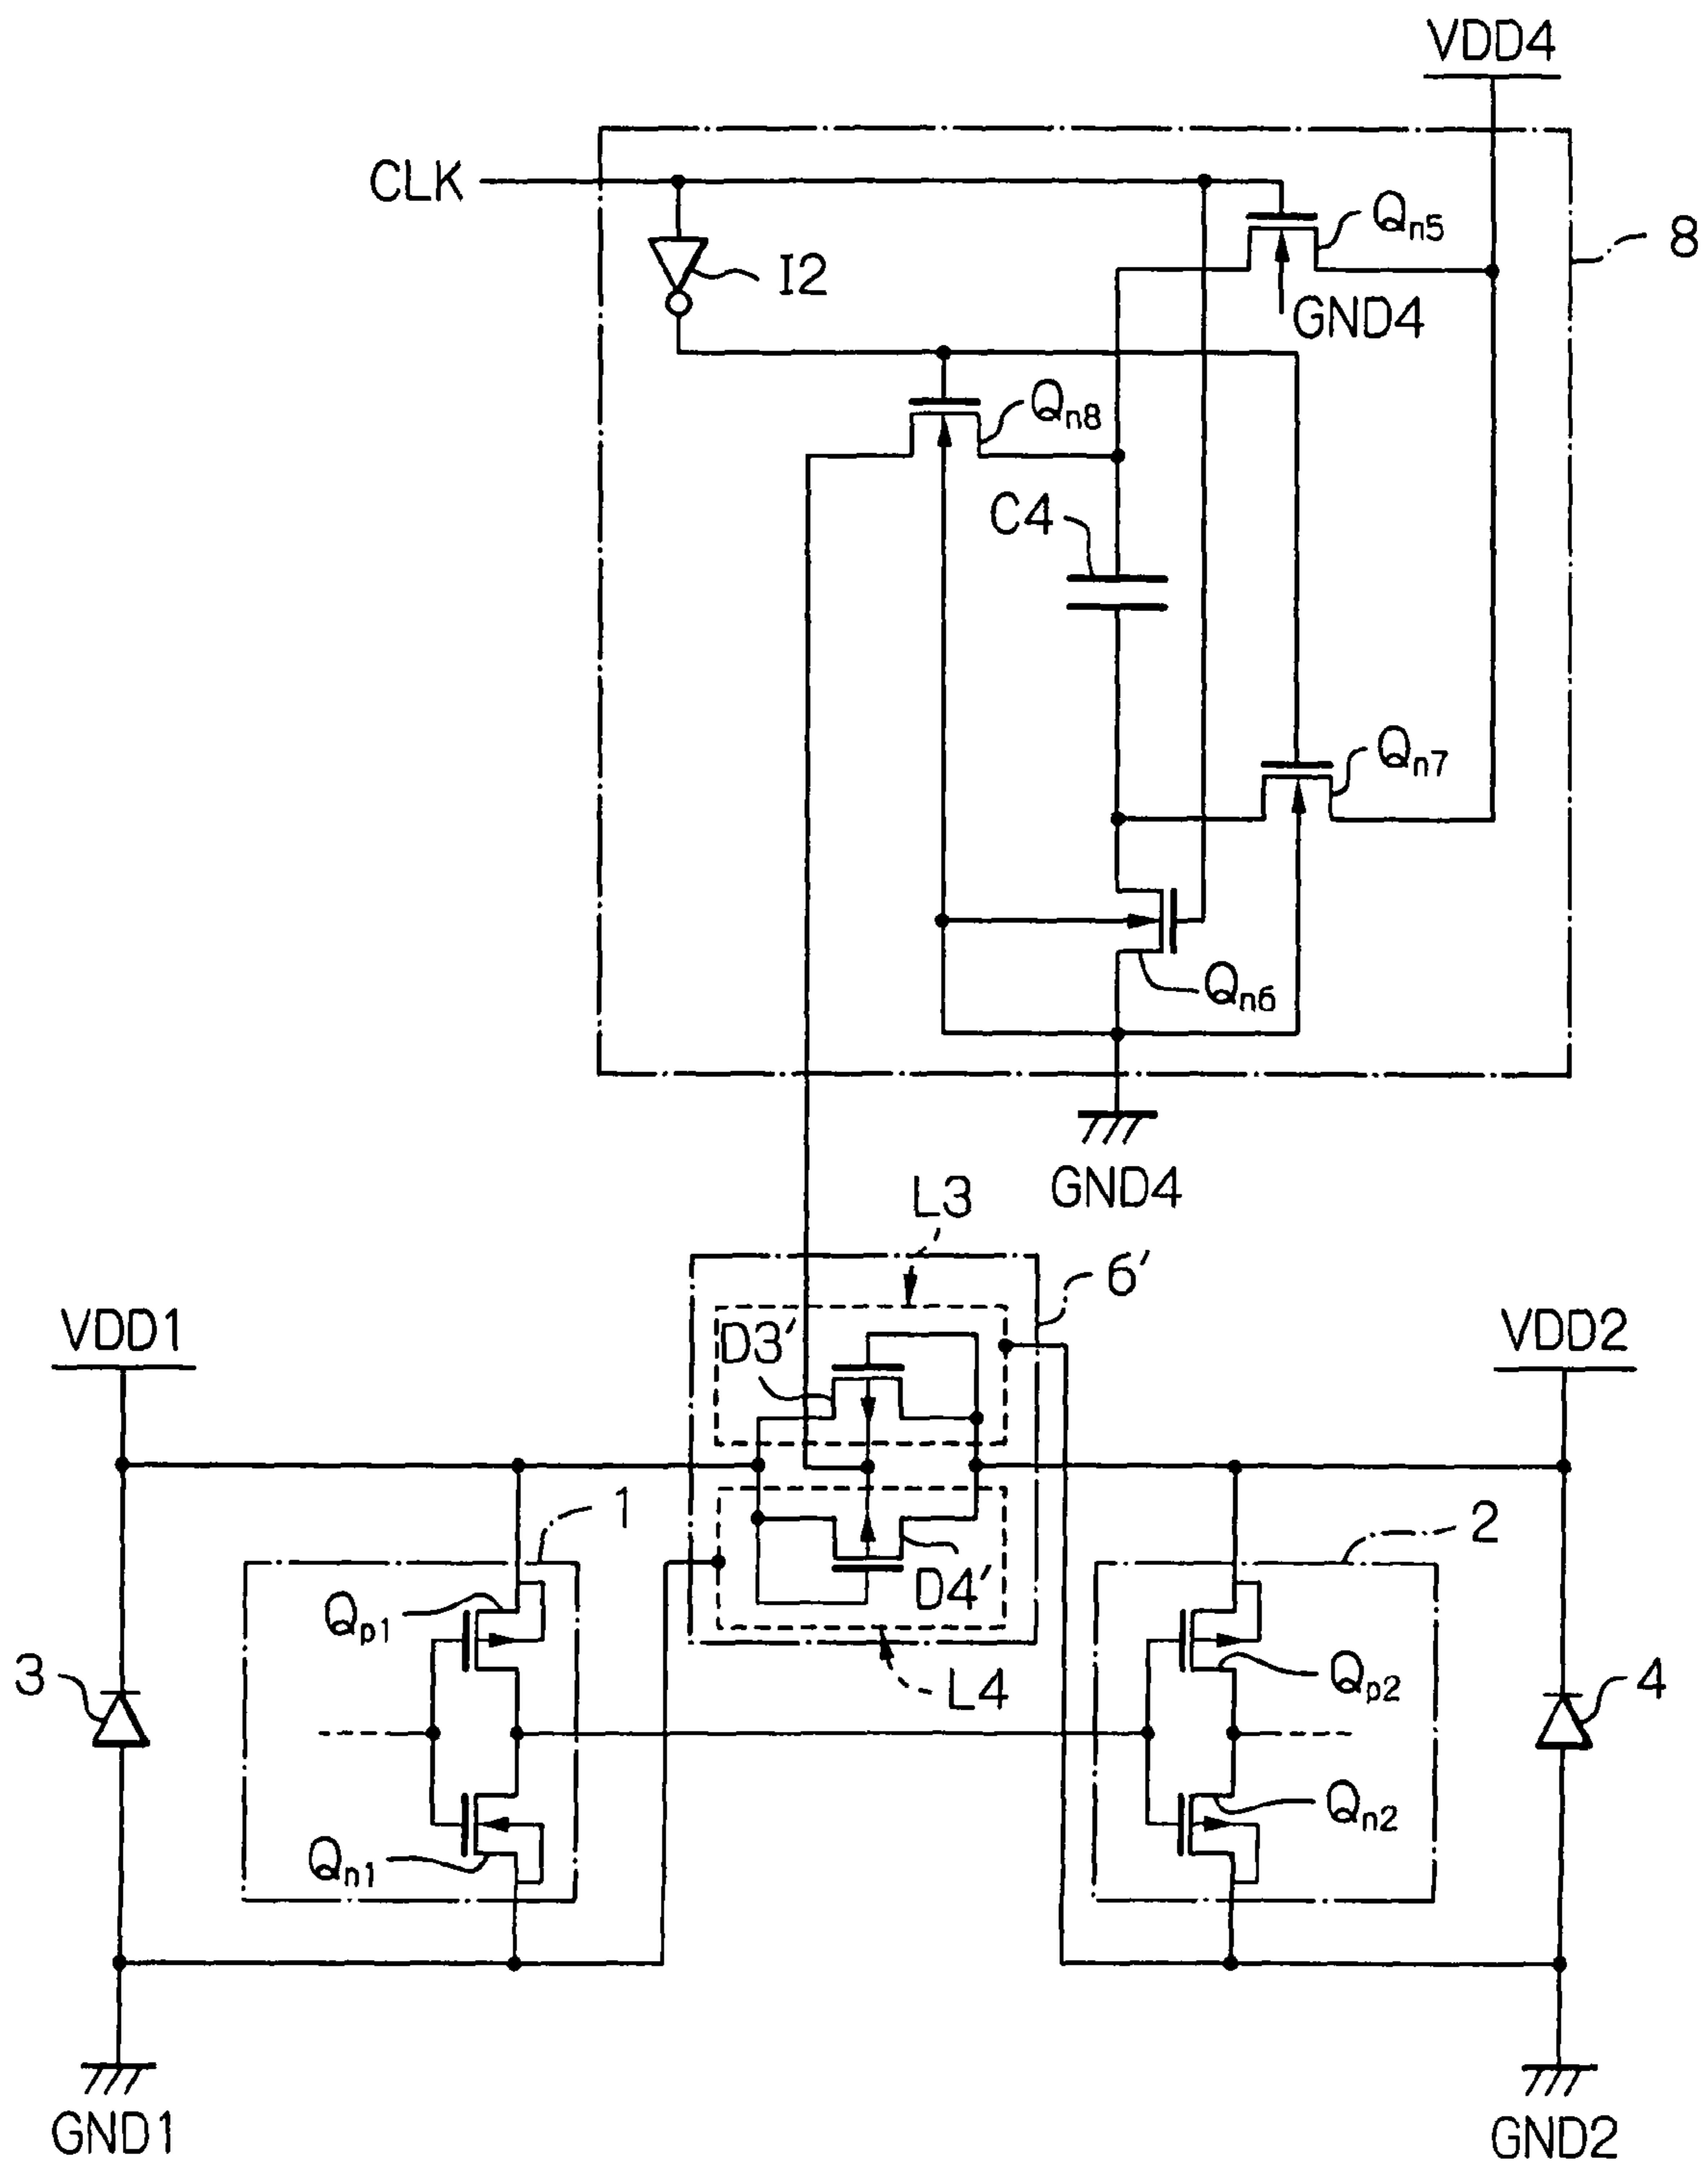 VDD4
CLK
Qn5
8
I2
GND4
Qn8
C4
Qn7
Qn6
GND4
L3
6′
VDD1
D3′
VDD2
1
2
D4′
Qp1
L4
Qp2
3
4
Qn1
Qn2
GND1
GND2